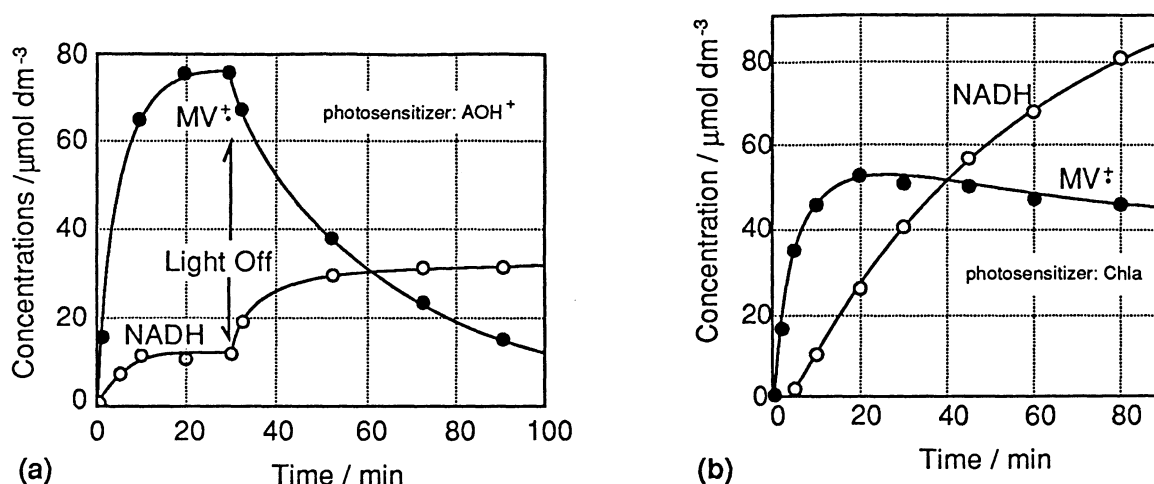 Concentrations /μmol dm⁻³
80
60
40
20
0
MV⁺•
photosensitizer: AOH⁺
Light Off
NADH
0 20 40 60 80 100
Time / min
(a)
Concentration / μmol dm⁻³
80
60
40
20
0
NADH
MV⁺•
photosensitizer: Chla
0 20 40 60 80
Time / min
(b)